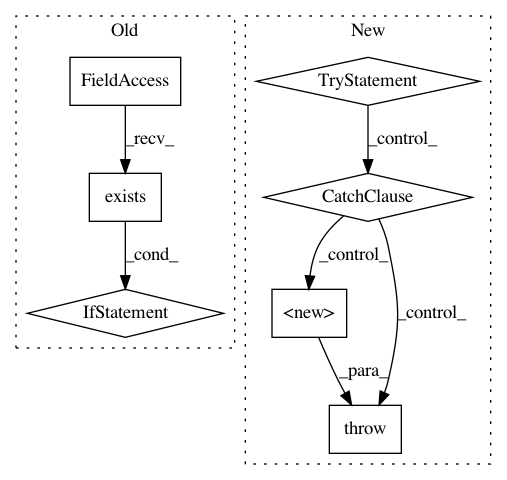 Old
New
FieldAccess
TryStatement
_recv_
_control_
exists
CatchClause
_cond_
_control_
_control_
IfStatement
<new>
_para_
throw